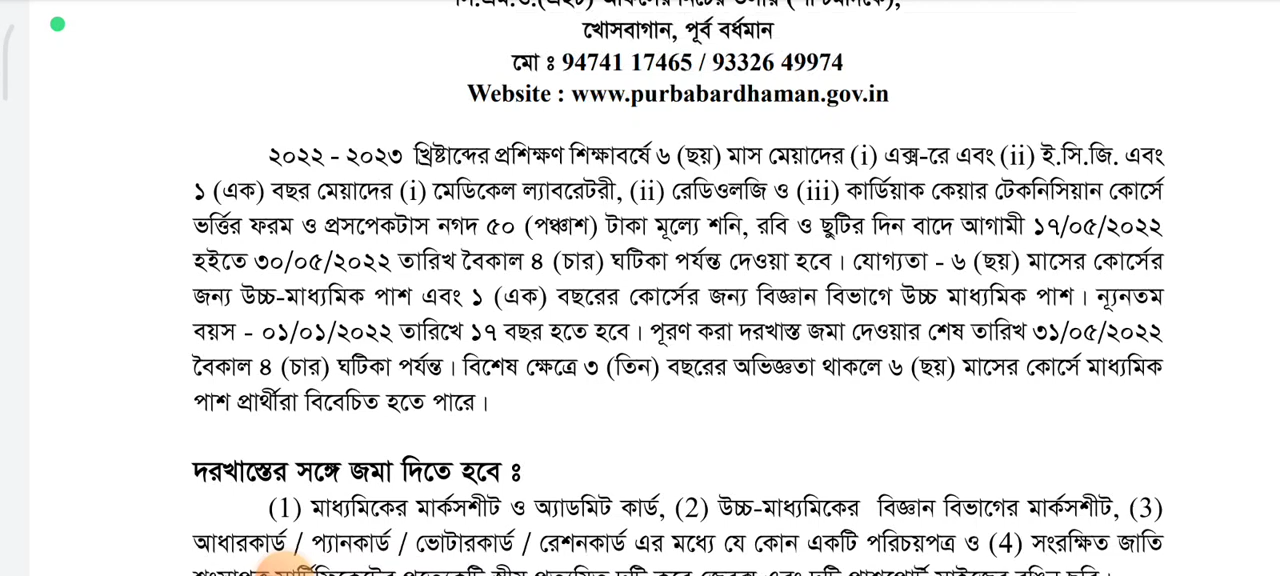 খোসবাগান, পূর্ব বর্ধমান
মো ঃ 94741 17465 / 93326 49974
Website : www.purbabardhaman.gov.in
২০২২ - ২০২৩ খ্রিষ্টাব্দের প্রশিক্ষণ শিক্ষাবর্ষে ৬ (ছয়) মাস মেয়াদের (i) এক্স-রে এবং (ii) ই.সি.জি. এবং
১ (এক) বছর মেয়াদের (i) মেডিকেল ল্যাবরেটরী, (ii) রেডিওলজি ও (iii) কার্ডিয়াক কেয়ার টেকনিসিয়ান কোর্সে
ভর্ত্তির ফরম ও প্রসপেকটাস নগদ ৫০ (পঞ্চাশ) টাকা মূল্যে শনি, রবি ও ছুটির দিন বাদে আগামী ১৭/০৫/২০২২
হইতে ৩০/০৫/২০২২ তারিখ বৈকাল ৪ (চার) ঘটিকা পর্যন্ত দেওয়া হবে। যোগ্যতা - ৬ (ছয়) মাসের কোর্সের
জন্য উচ্চ-মাধ্যমিক পাশ এবং ১ (এক) বছরের কোর্সের জন্য বিজ্ঞান বিভাগে উচ্চ মাধ্যমিক পাশ। ন্যূনতম
বয়স - ০১/০১/২০২২ তারিখে ১৭ বছর হতে হবে। পূরণ করা দরখাস্ত জমা দেওয়ার শেষ তারিখ ৩১/০৫/২০২২
বৈকাল ৪ (চার) ঘটিকা পর্যন্ত। বিশেষ ক্ষেত্রে ৩ (তিন) বছরের অভিজ্ঞতা থাকলে ৬ (ছয়) মাসের কোর্সে মাধ্যমিক
পাশ প্রার্থীরা বিবেচিত হতে পারে।
দরখাস্তের সঙ্গে জমা দিতে হবে ঃ
(1) মাধ্যমিকের মার্কসশীট ও অ্যাডমিট কার্ড, (2) উচ্চ-মাধ্যমিকের বিজ্ঞান বিভাগের মার্কসশীট, (3)
আধারকার্ড / প্যানকার্ড / ভোটারকার্ড / রেশনকার্ড এর মধ্যে যে কোন একটি পরিচয়পত্র ও (4) সংরক্ষিত জাতি